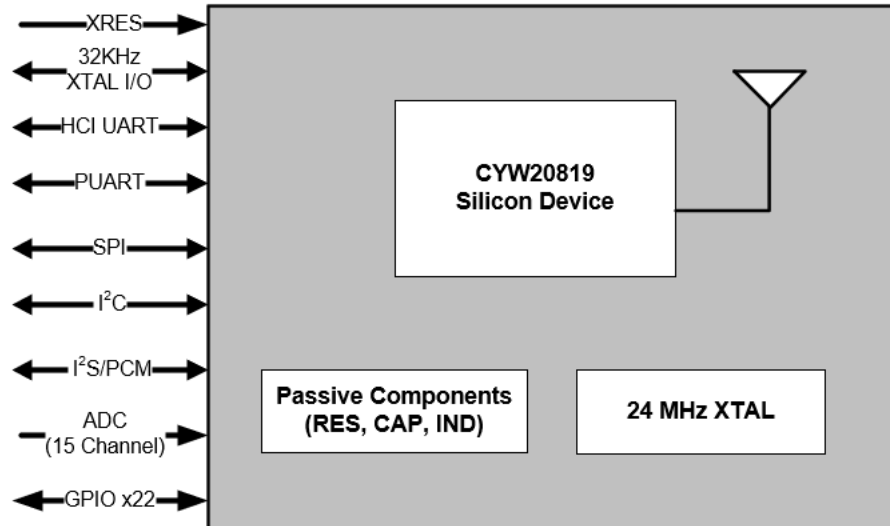 XRES
32KHz
XTAL I/O
HCI UART
PUART
SPI
I²C
I²S/PCM
ADC
(15 Channel)
GPIO x22
CYW20819
Silicon Device
Passive Components
(RES, CAP, IND)
24 MHz XTAL